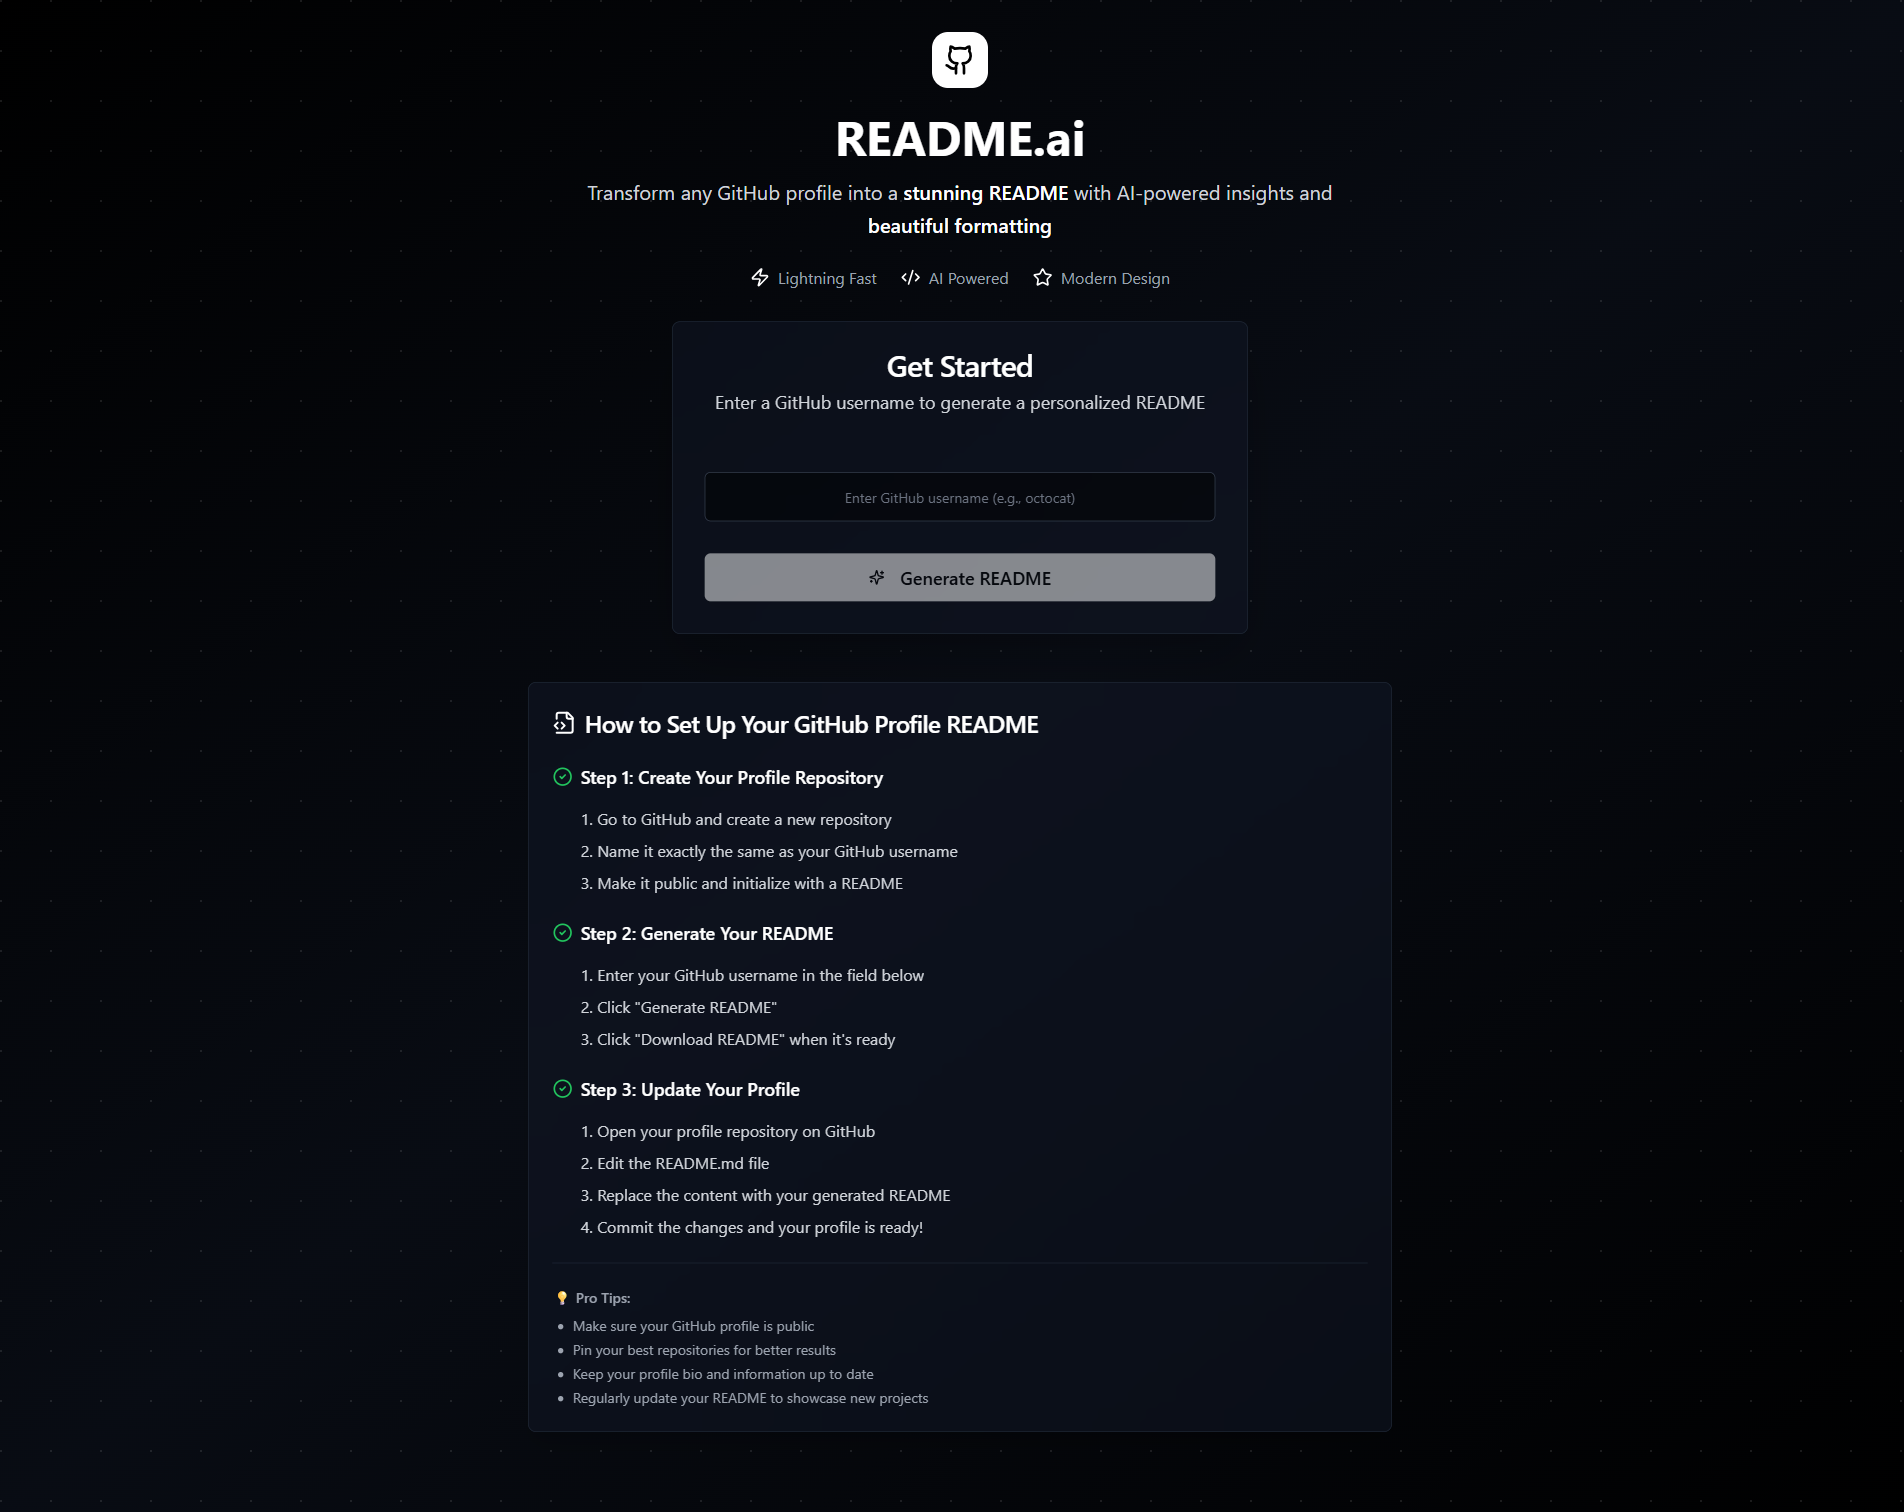 README.ai
Transform any GitHub profile into a stunning README with AI-powered insights and
beautiful formatting
Lightning Fast AI Powered Modern Design
Get Started
Enter a GitHub username to generate a personalized README
Enter GitHub username (e.g., octocat)
Generate README
How to Set Up Your GitHub Profile README
Step 1: Create Your Profile Repository
1. Go to GitHub and create a new repository
2. Name it exactly the same as your GitHub username
3. Make it public and initialize with a README
Step 2: Generate Your README
1. Enter your GitHub username in the field below
2. Click "Generate README"
3. Click "Download README" when it's ready
Step 3: Update Your Profile
1. Open your profile repository on GitHub
2. Edit the README.md file
3. Replace the content with your generated README
4. Commit the changes and your profile is ready!
💡 Pro Tips:
• Make sure your GitHub profile is public
• Pin your best repositories for better results
• Keep your profile bio and information up to date
• Regularly update your README to showcase new projects